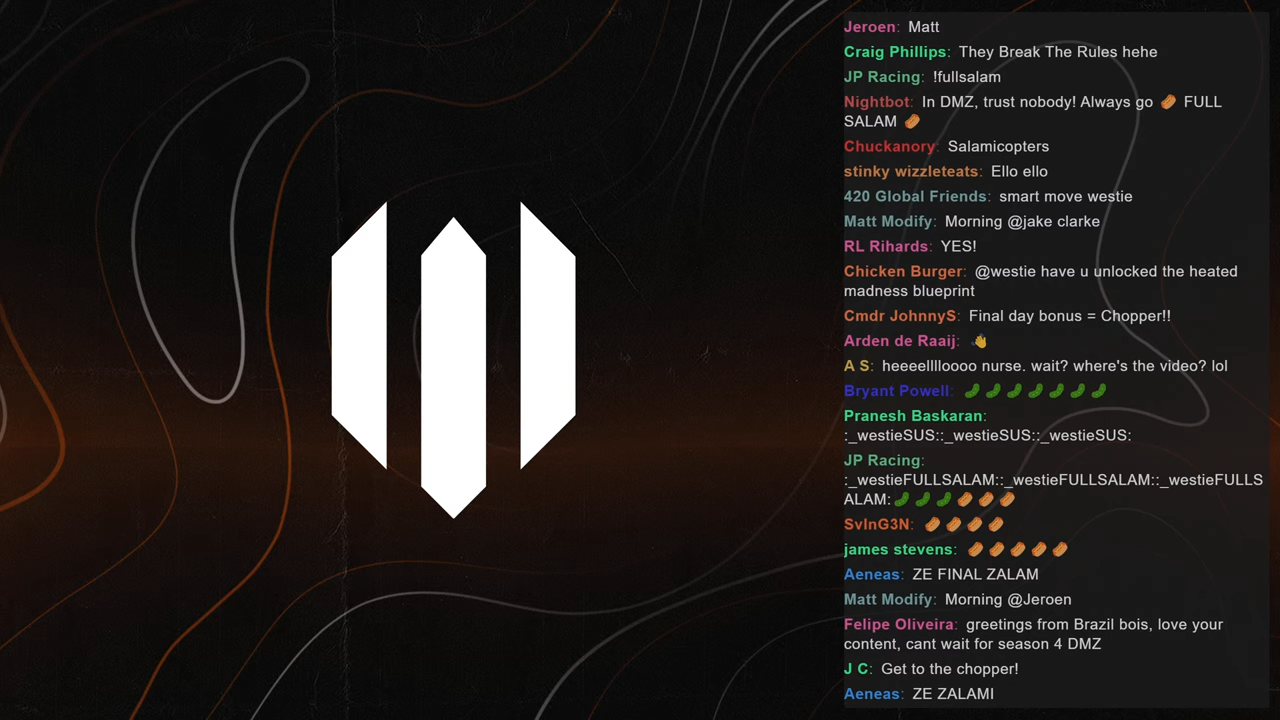 Jeroen: Matt
Craig Phillips: They Break The Rules hehe
JP Racing: !fullsalam
Nightbot: In DMZ, trust nobody! Always go 🥜 FULL
SALAM 🥜
Chuckanory: Salamicopters
stinky wizzleteats: Ello ello
420 Global Friends: smart move westie
Matt Modify: Morning @jake clarke
RL Rihards: YES!
Chicken Burger: @westie have u unlocked the heated
madness blueprint
Cmdr JohnnyS: Final day bonus = Chopper!!
Arden de Raaij: 👋
A S: heeeelllloooo nurse. wait? where's the video? lol
Bryant Powell: 🥒🥒🥒🥒🥒🥒🥒
Pranesh Baskaran:
:_westieSUS::_westieSUS::_westieSUS:
JP Racing:
:_westieFULLSALAM::_westieFULLSALAM::_westieFULLS
ALAM:🥒🥒🥒🥜🥜🥜
SvInG3N: 🥜🥜🥜🥜
james stevens: 🥜🥜🥜🥜🥜
Aeneas: ZE FINAL ZALAM
Matt Modify: Morning @Jeroen
Felipe Oliveira: greetings from Brazil bois, love your
content, cant wait for season 4 DMZ
J C: Get to the chopper!
Aeneas: ZE ZALAMI